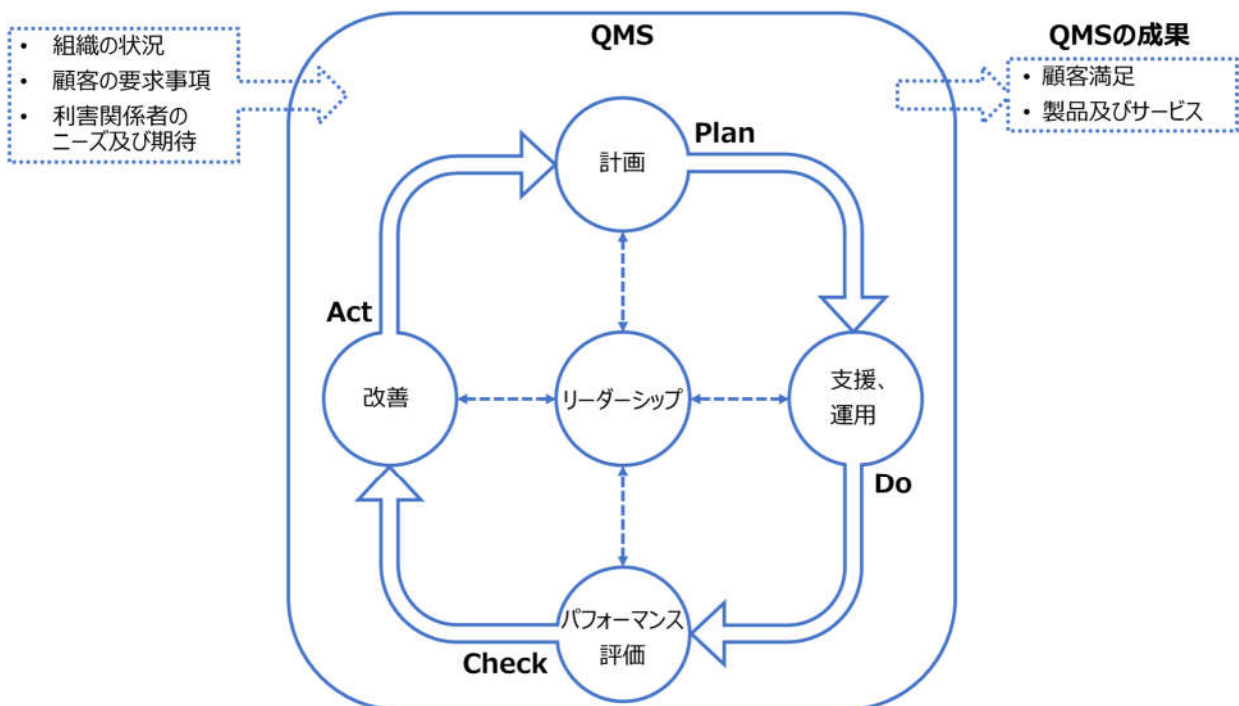 • 組織の状況
• 顧客の要求事項
• 利害関係者の
ニーズ及び期待
QMS
QMSの成果
• 顧客満足
• 製品及びサービス
計画
Plan
Act
改善
リーダーシップ
支援、
運用
Do
パフォーマンス
評価
Check